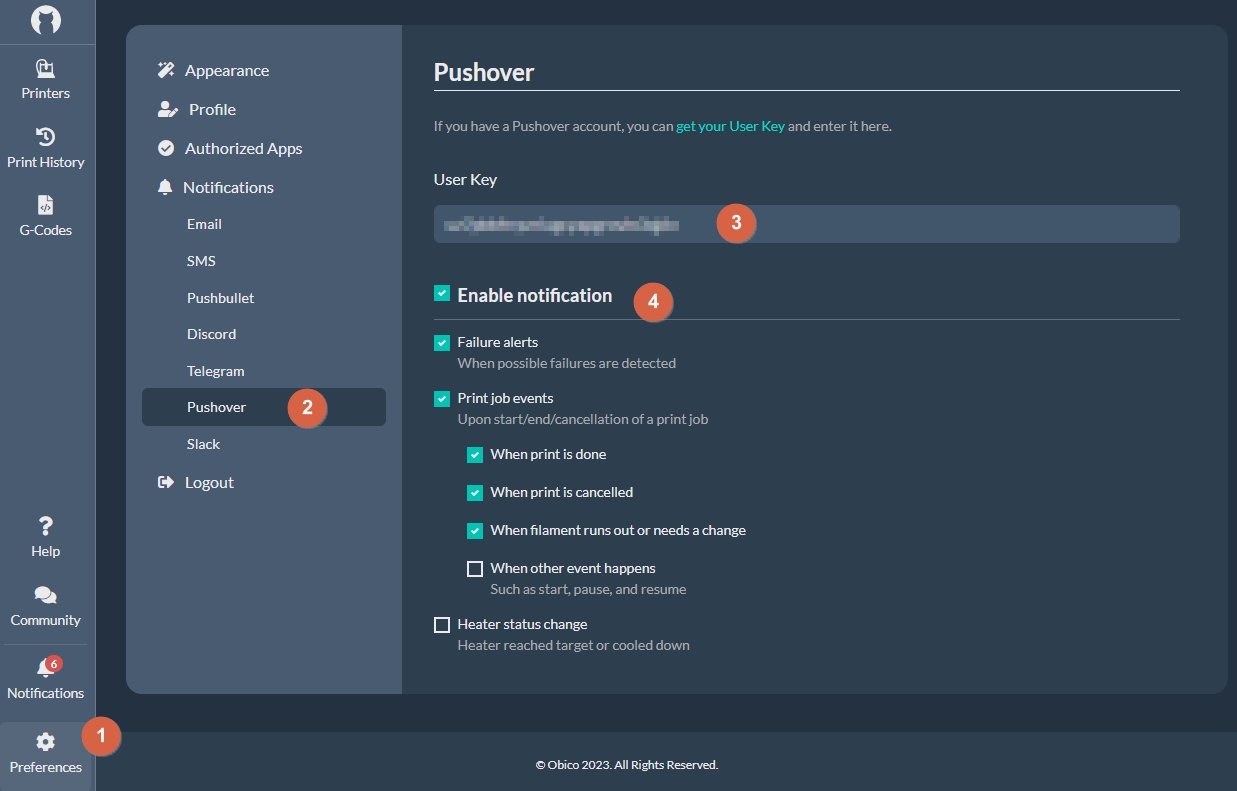 Printers
Print History
G-Codes
Help
Community
6
Notifications
1
Preferences
Appearance
Profile
Authorized Apps
Notifications
Email
SMS
Pushbullet
Discord
Telegram
Pushover
2
Slack
Logout
Pushover
If you have a Pushover account, you can get your User Key and enter it here.
User Key
3
Enable notification
4
Failure alerts
When possible failures are detected
Print job events
Upon start/end/cancellation of a print job
When print is done
When print is cancelled
When filament runs out or needs a change
When other event happens
Such as start, pause, and resume
Heater status change
Heater reached target or cooled down
© Obico 2023. All Rights Reserved.